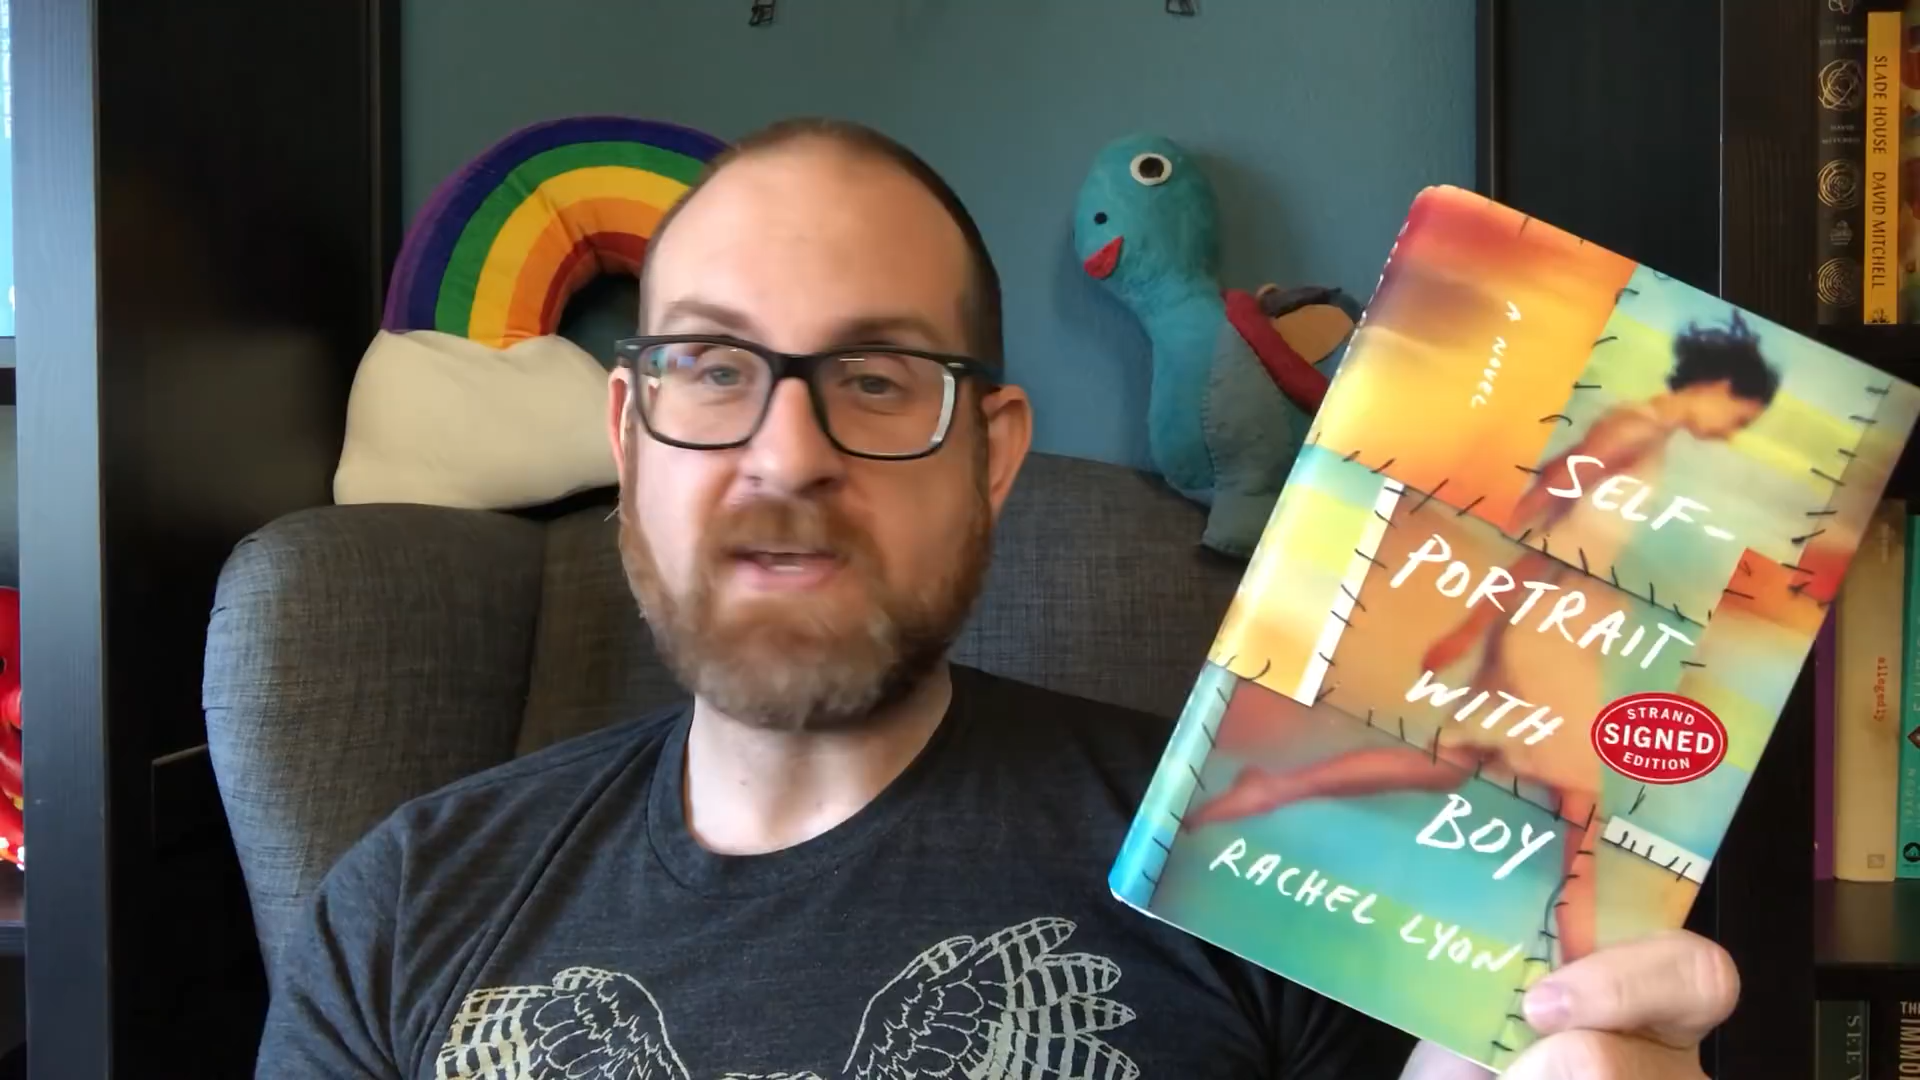 A NOVEL
SELF-
PORTRAIT
WITH
BOY
RACHEL LYON
STRAND
SIGNED
EDITION
SLADE HOUSE DAVID MITCHELL
allegedly